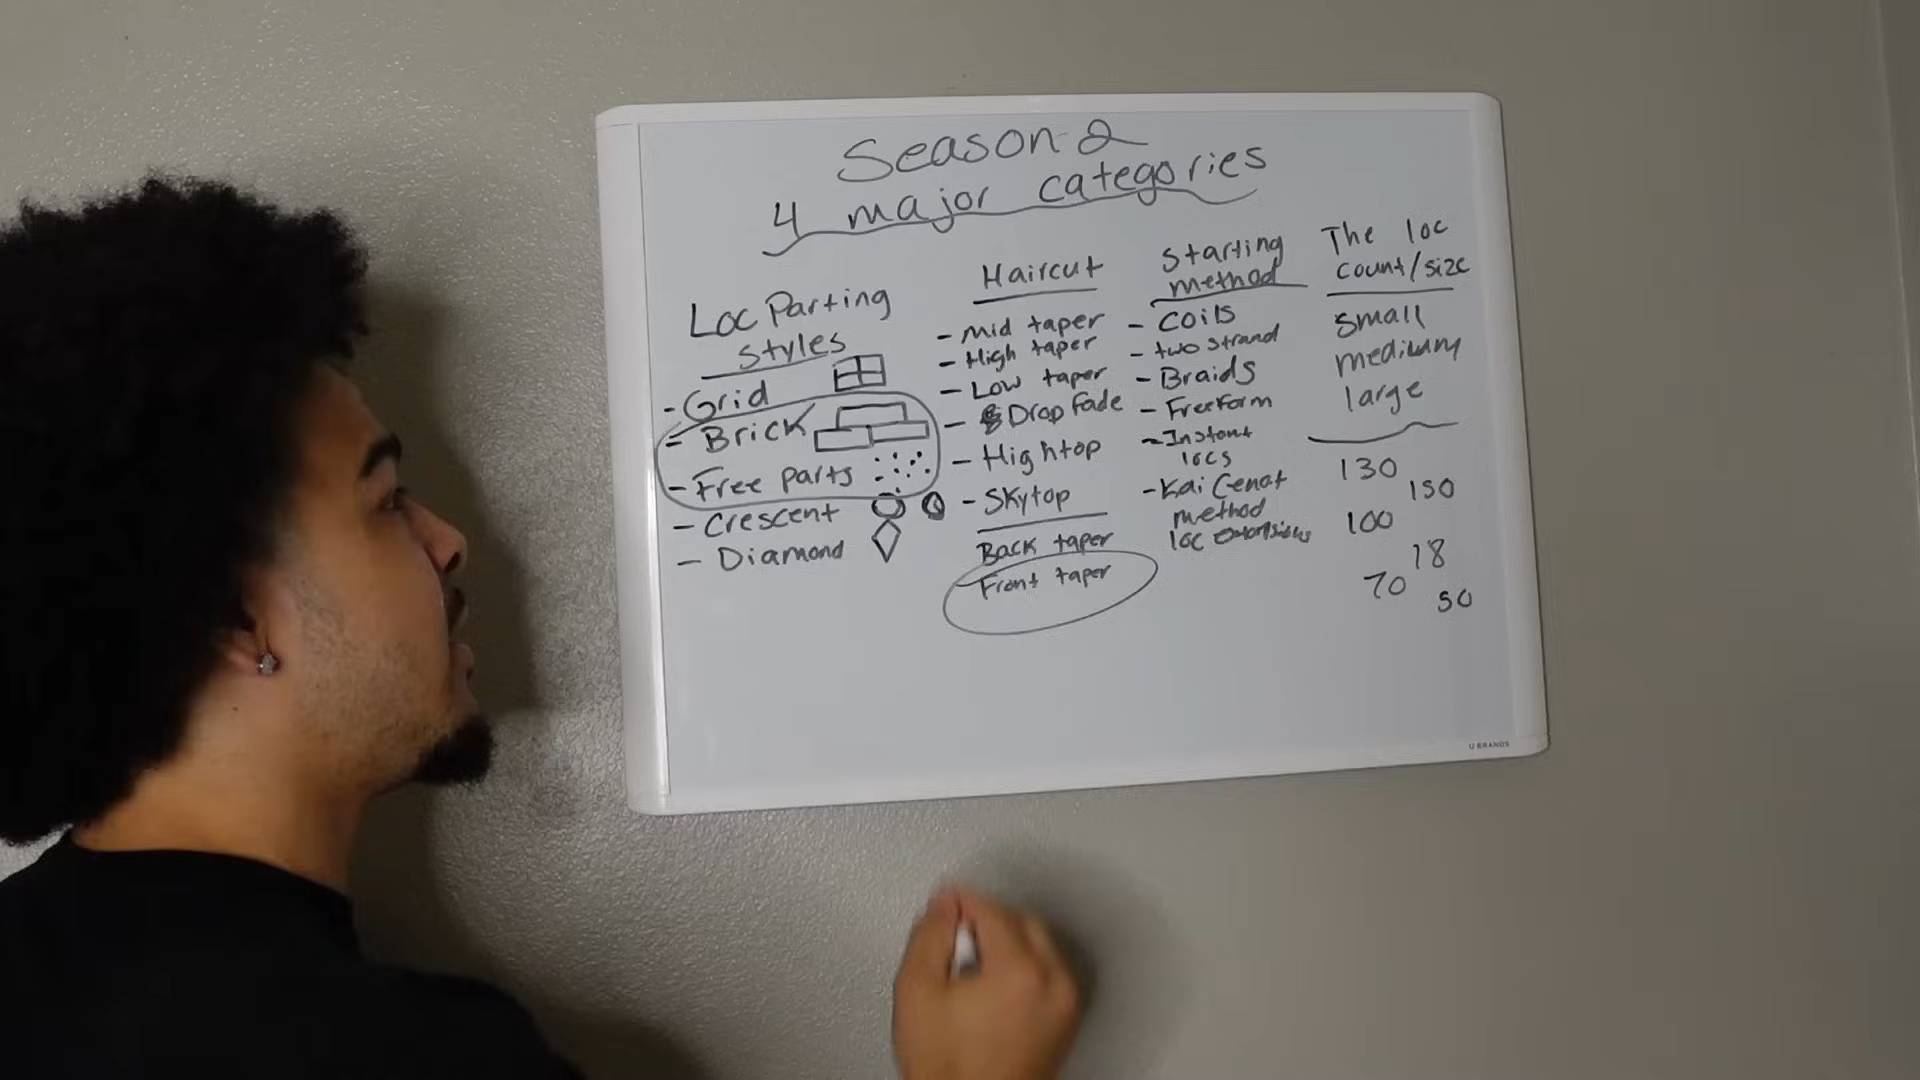 Season 2
4 major categories
Loc Parting
styles
- Grid
- Brick
- Free parts
- Crescent
- Diamond
Haircut
- mid taper
- High taper
- Low taper
- Drop fade
- Hightop
- Skytop
Back taper
Front taper
Starting
method
- coils
- two strand
- Braids
- Freeform
- Instant
locs
- Kai Cenat
method
loc
The loc
count/size
small
medium
large
130
150
100
18
70
50
U BRANDS